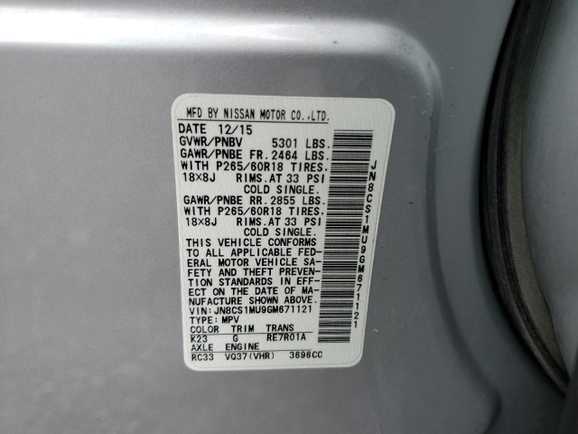 MFD BY NISSAN MOTOR CO.,LTD.
DATE 12/15
GVWR/PNBV 5301 LBS.
GAWR/PNBE FR. 2464 LBS.
WITH P265/60R18 TIRES.
18×8J RIMS. AT 33 PSI
COLD SINGLE.
GAWR/PNBE RR. 2855 LBS.
WITH P265/60R18 TIRES.
18×8J RIMS. AT 33 PSI
COLD SINGLE.
THIS VEHICLE CONFORMS
TO ALL APPLICABLE FED-
ERAL MOTOR VEHICLE SA-
FETY AND THEFT PREVEN-
TION STANDARDS IN EFF-
ECT ON THE DATE OF MA-
NUFACTURE SHOWN ABOVE.
VIN: JN8CS1MU9GM671121
TYPE: MPV
COLOR TRIM TRANS
K23 G RE7R01A
AXLE ENGINE
RC33 VQ37(VHR) 3696CC
JN8CS1MU9GM671121